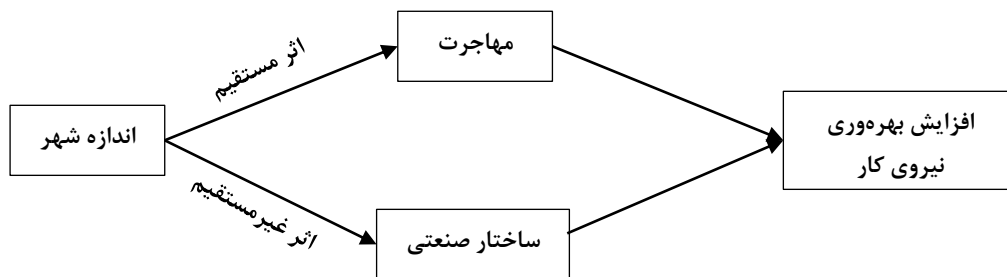 مهاجرت
اثر مستقیم
اندازه شهر
افزایش بهره‌وری
نیروی کار
اثر غیرمستقیم
ساختار صنعتی